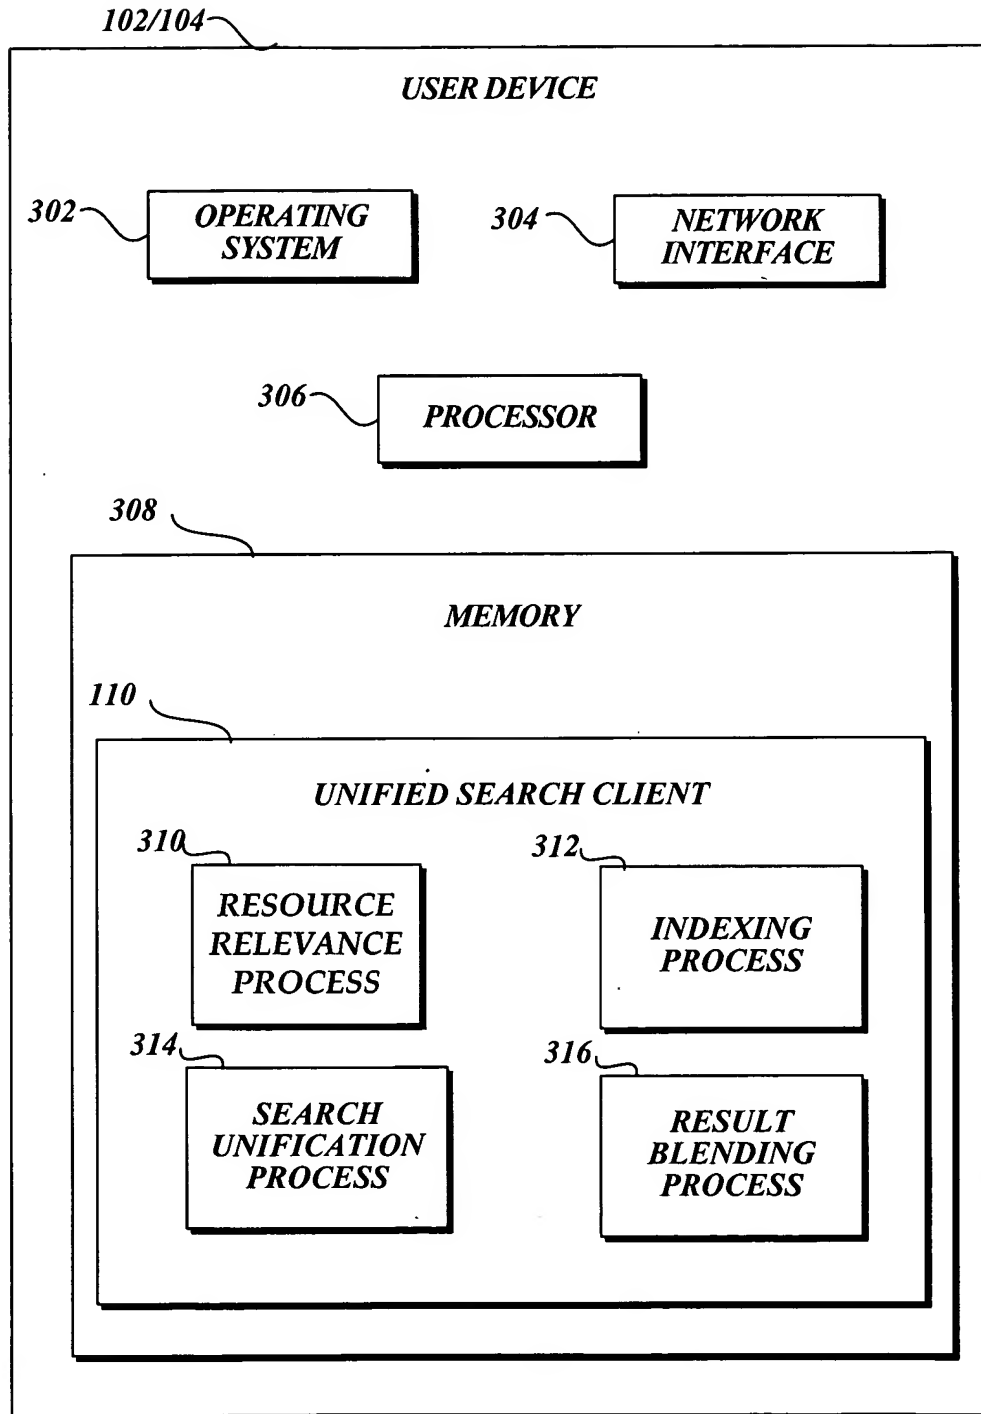 102/104
USER DEVICE
302
OPERATING
SYSTEM
304
NETWORK
INTERFACE
306
PROCESSOR
308
MEMORY
110
UNIFIED SEARCH CLIENT
310
RESOURCE
RELEVANCE
PROCESS
312
INDEXING
PROCESS
314
SEARCH
UNIFICATION
PROCESS
316
RESULT
BLENDING
PROCESS